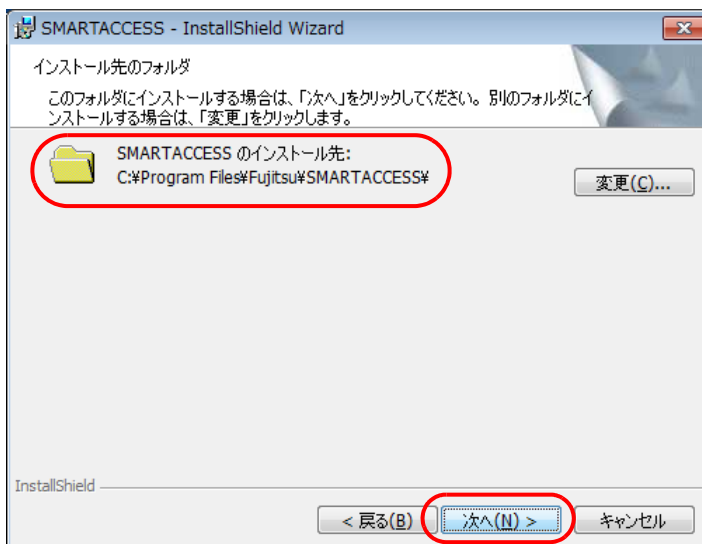 SMARTACCESS - InstallShield Wizard
インストール先のフォルダ
このフォルダにインストールする場合は、「次へ」をクリックしてください。別のフォルダにイ
ンストールする場合は、「変更」をクリックします。
SMARTACCESS のインストール先:
C:¥Program Files¥Fujitsu¥SMARTACCESS¥
変更(C)...
InstallShield
< 戻る(B)
次へ(N) >
キャンセル